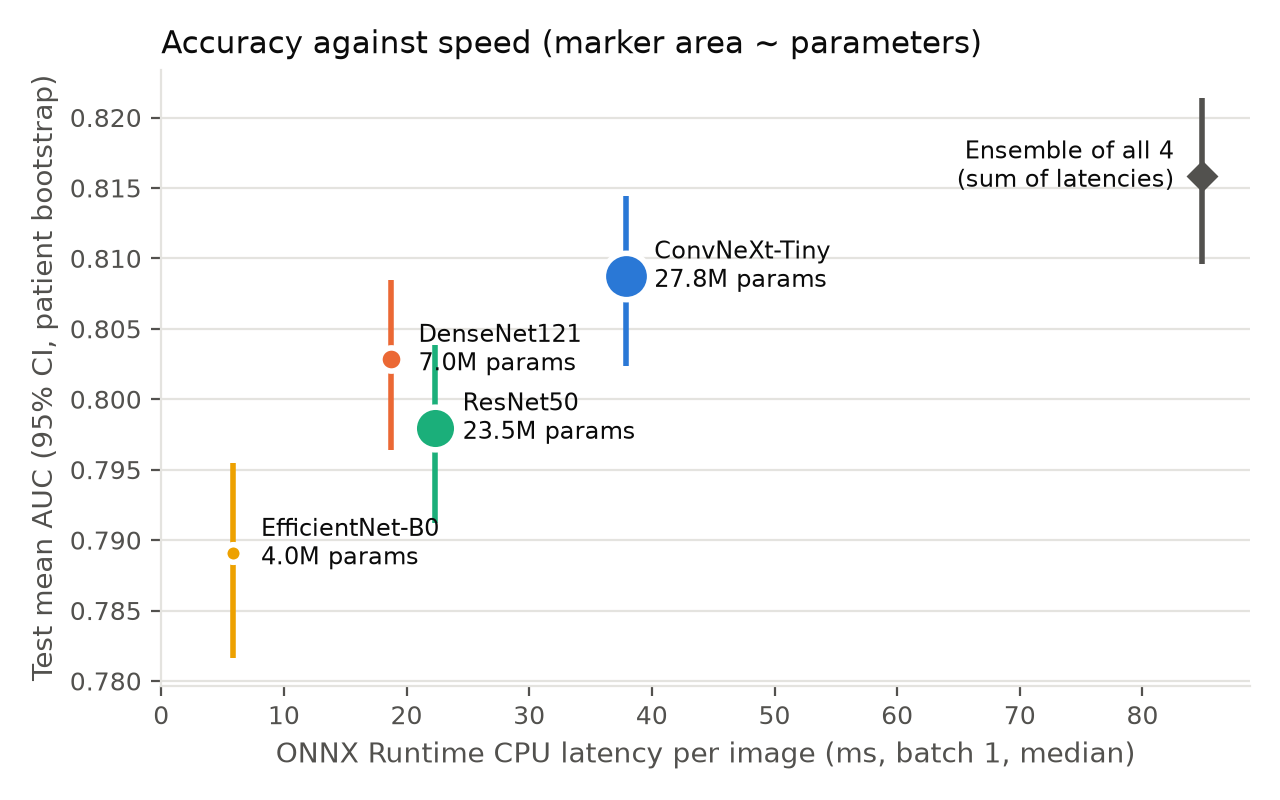 Accuracy against speed (marker area ~ parameters)
Test mean AUC (95% CI, patient bootstrap)
0.820
0.815
0.810
0.805
0.800
0.795
0.790
0.785
0.780
Ensemble of all 4
(sum of latencies)
ConvNeXt-Tiny
27.8M params
DenseNet121
7.0M params
ResNet50
23.5M params
EfficientNet-B0
4.0M params
0 10 20 30 40 50 60 70 80
ONNX Runtime CPU latency per image (ms, batch 1, median)